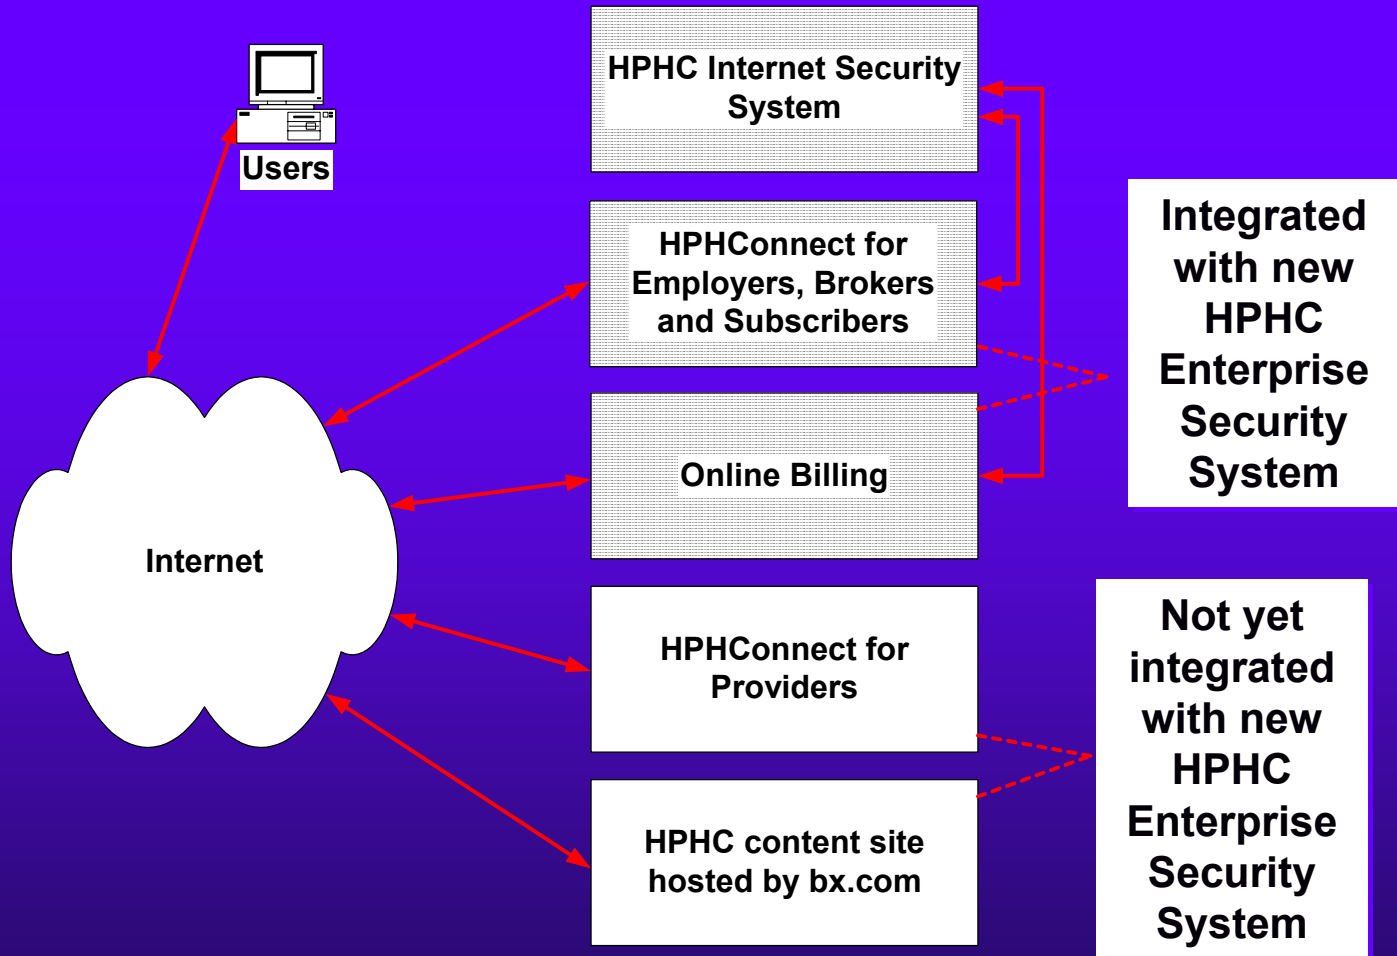 HPHC Internet Security
System
Users
HPHConnect for
Employers, Brokers
and Subscribers
Integrated
with new
HPHC
Enterprise
Security
System
Online Billing
Internet
HPHConnect for
Providers
Not yet
integrated
with new
HPHC
Enterprise
Security
System
HPHC content site
hosted by bx.com